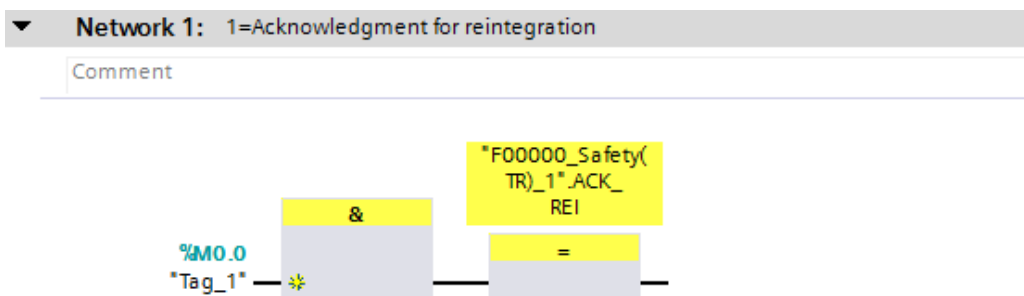 Network 1: 1=Acknowledgment for reintegration
Comment
"F00000_Safety(
TR)_1".ACK_
REI
&
%M0.0
=
"Tag_1"